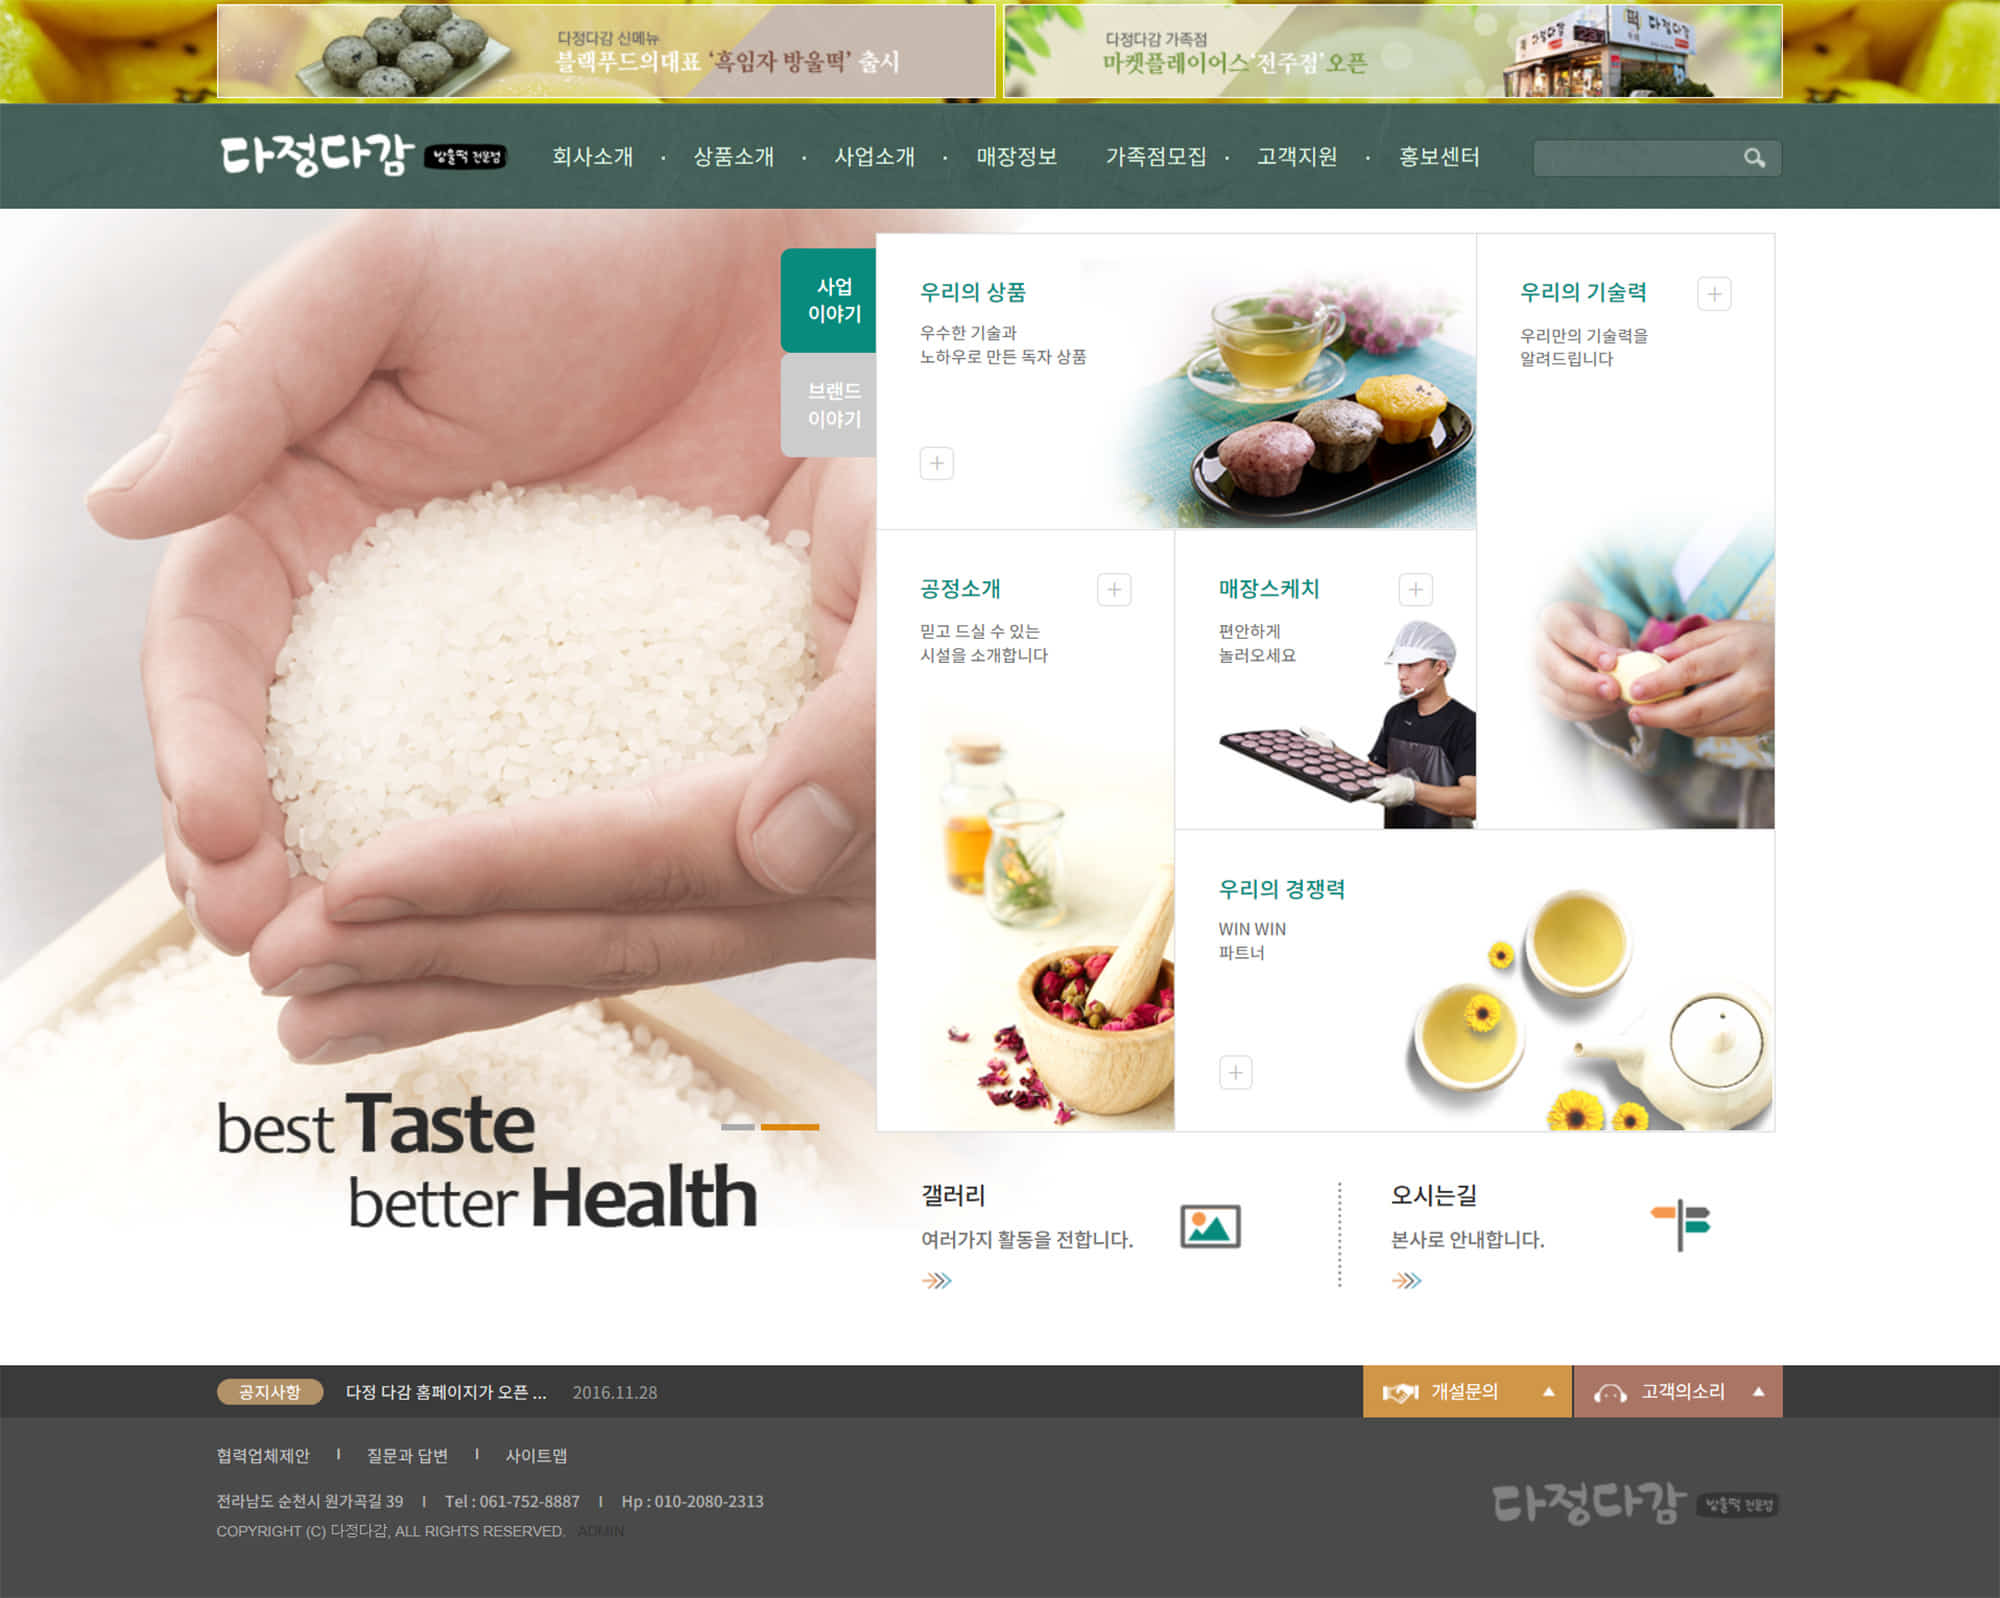 다정다감 신메뉴
블랙푸드의대표 ‘흑임자 방울떡’ 출시
다정다감 가족점
마켓플레이어스‘전주점’오픈
떡 다정다감
다정다감 방울떡 전문점
회사소개 · 상품소개 · 사업소개 · 매장정보 가족점모집 · 고객지원 · 홍보센터
사업
이야기
브랜드
이야기
우리의 상품
우수한 기술과
노하우로 만든 독자 상품
우리의 기술력
우리만의 기술력을
알려드립니다
공정소개
믿고 드실 수 있는
시설을 소개합니다
매장스케치
편안하게
놀러오세요
우리의 경쟁력
WIN WIN
파트너
best Taste
better Health
갤러리
여러가지 활동을 전합니다.
오시는길
본사로 안내합니다.
공지사항 다정 다감 홈페이지가 오픈 ... 2016.11.28
개설문의
고객의소리
협력업체제안 l 질문과 답변 l 사이트맵
전라남도 순천시 원가곡길 39 l Tel : 061-752-8887 l Hp : 010-2080-2313
COPYRIGHT (C) 다정다감, ALL RIGHTS RESERVED. ADMIN
다정다감 방울떡 전문점